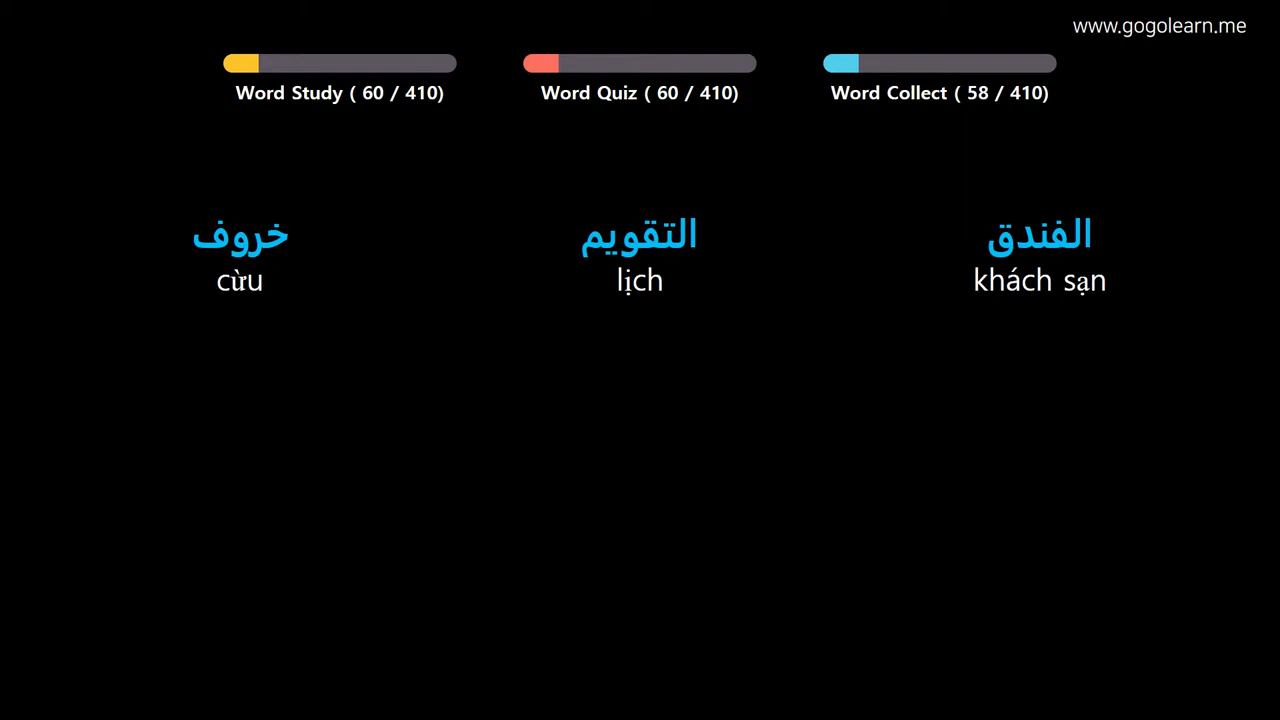 www.gogolearn.me
Word Study ( 60 / 410)
Word Quiz ( 60 / 410)
Word Collect ( 58 / 410)
خروف
cừu
التقويم
lịch
الفندق
khách sạn